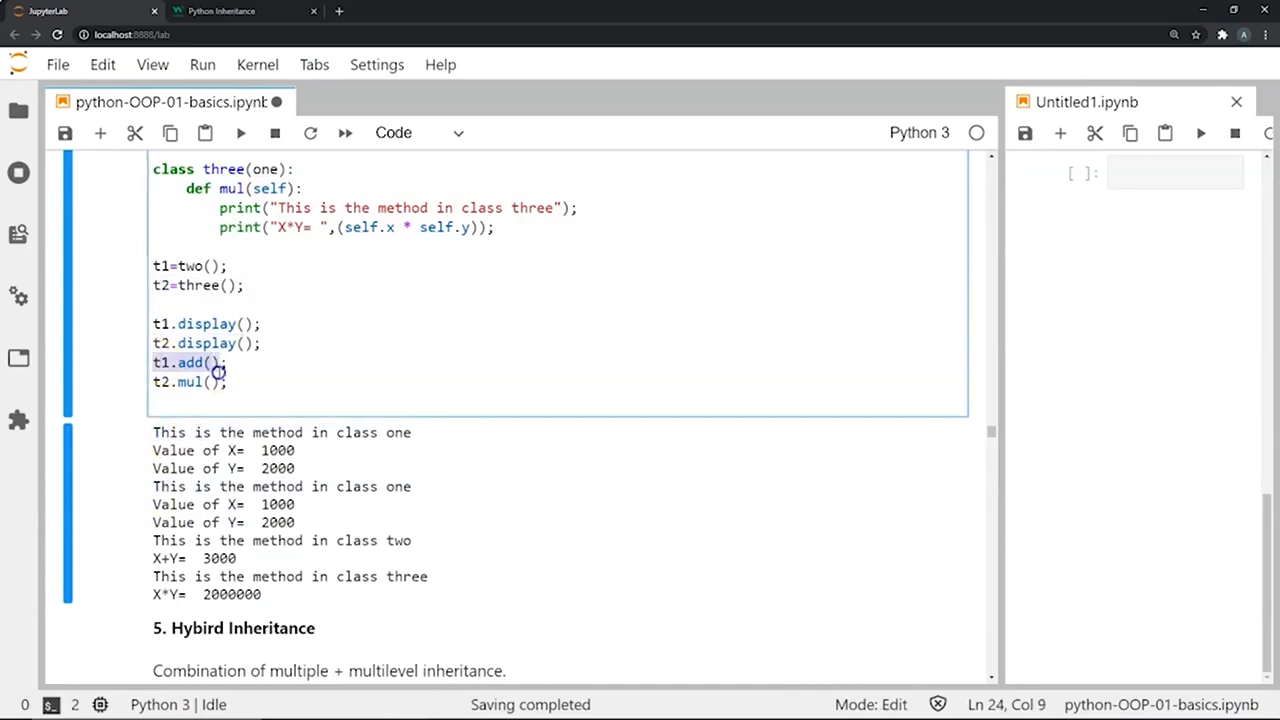 JupyterLab
Python Inheritance
localhost:8888/lab
A
File Edit View Run Kernel Tabs Settings Help
python-OOP-01-basics.ipynb
Untitled1.ipynb
Code
Python 3
[ ]:
class three(one):
def mul(self):
print("This is the method in class three");
print("X*Y= ",(self.x * self.y));
t1=two();
t2=three();
t1.display();
t2.display();
t1.add();
t2.mul();
This is the method in class one
Value of X=  1000
Value of Y=  2000
This is the method in class one
Value of X=  1000
Value of Y=  2000
This is the method in class two
X+Y=  3000
This is the method in class three
X*Y=  2000000
5. Hybird Inheritance
Combination of multiple + multilevel inheritance.
0 $_ 2 Python 3 | Idle Saving completed Mode: Edit Ln 24, Col 9 python-OOP-01-basics.ipynb